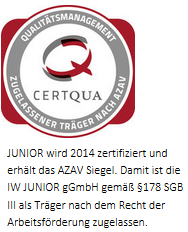 QUALITÄTSMANAGEMENT
CERTQUA
ZUGELASSENER TRÄGER NACH AZAV
JUNIOR wird 2014 zertifiziert und
erhält das AZAV Siegel. Damit ist die
IW JUNIOR gGmbH gemäß §178 SGB
III als Träger nach dem Recht der
Arbeitsförderung zugelassen.